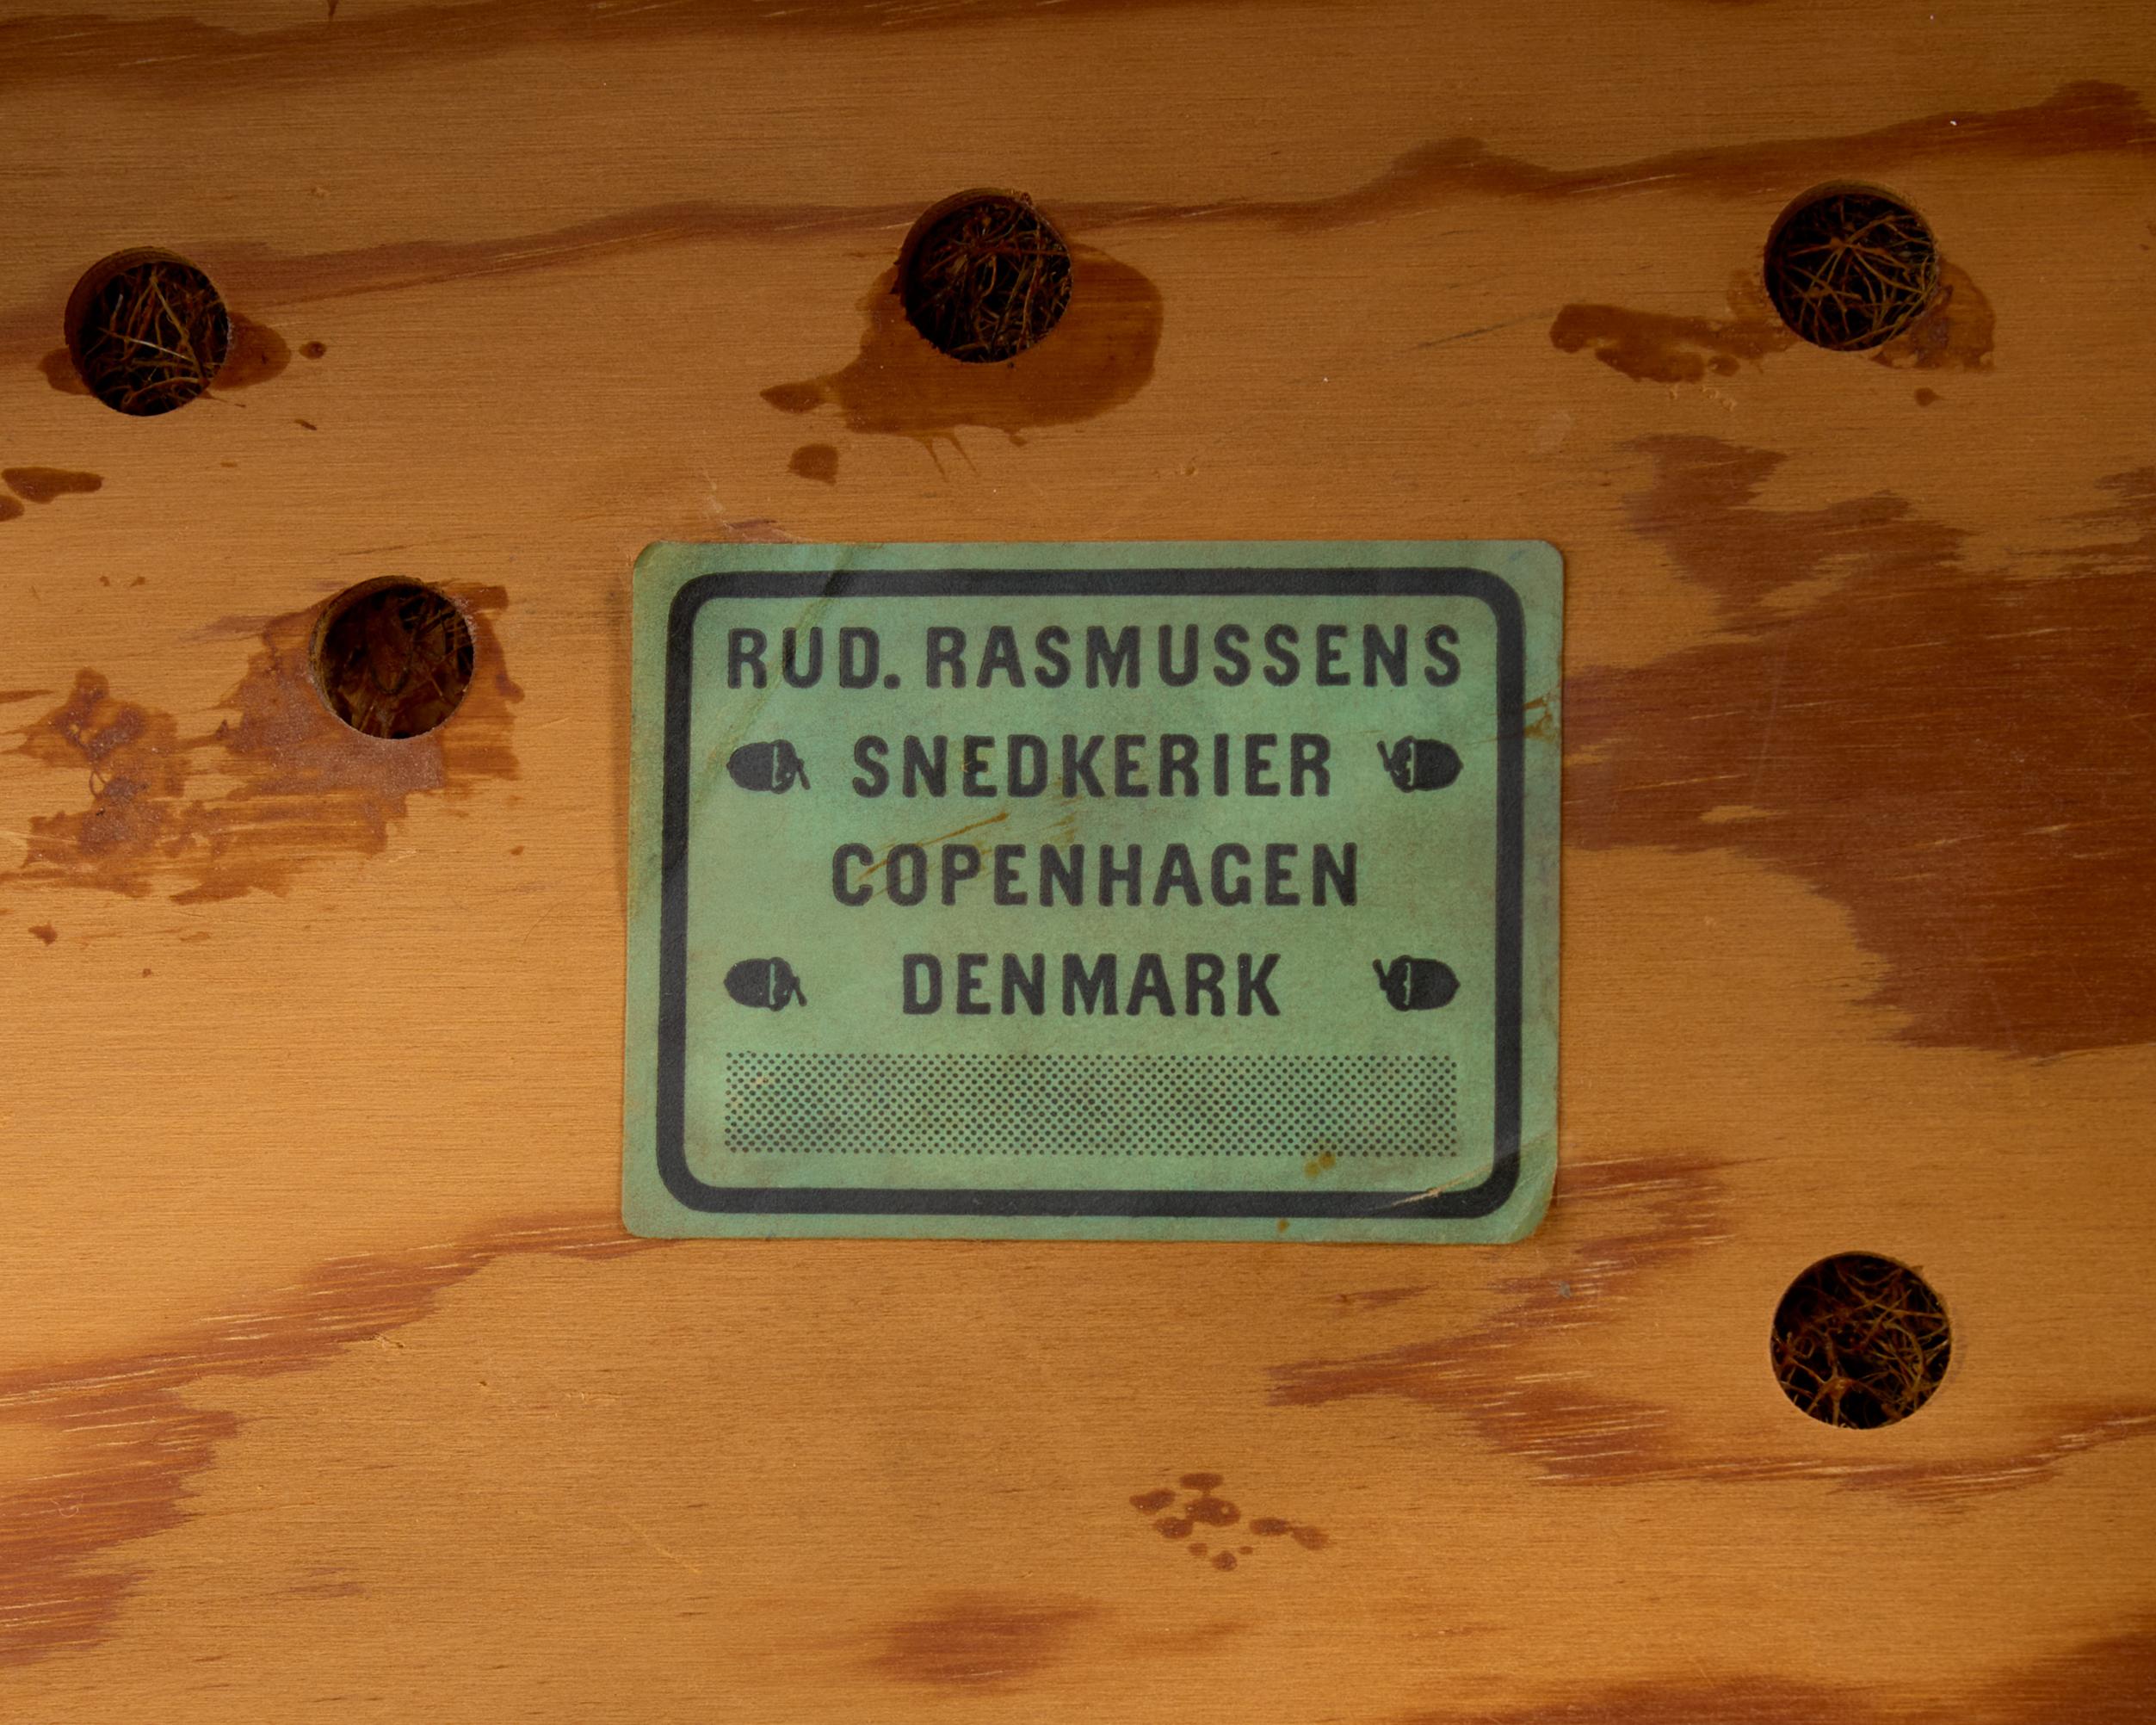 RUD. RASMUSSENS
SNEDKERIER
COPENHAGEN
DENMARK